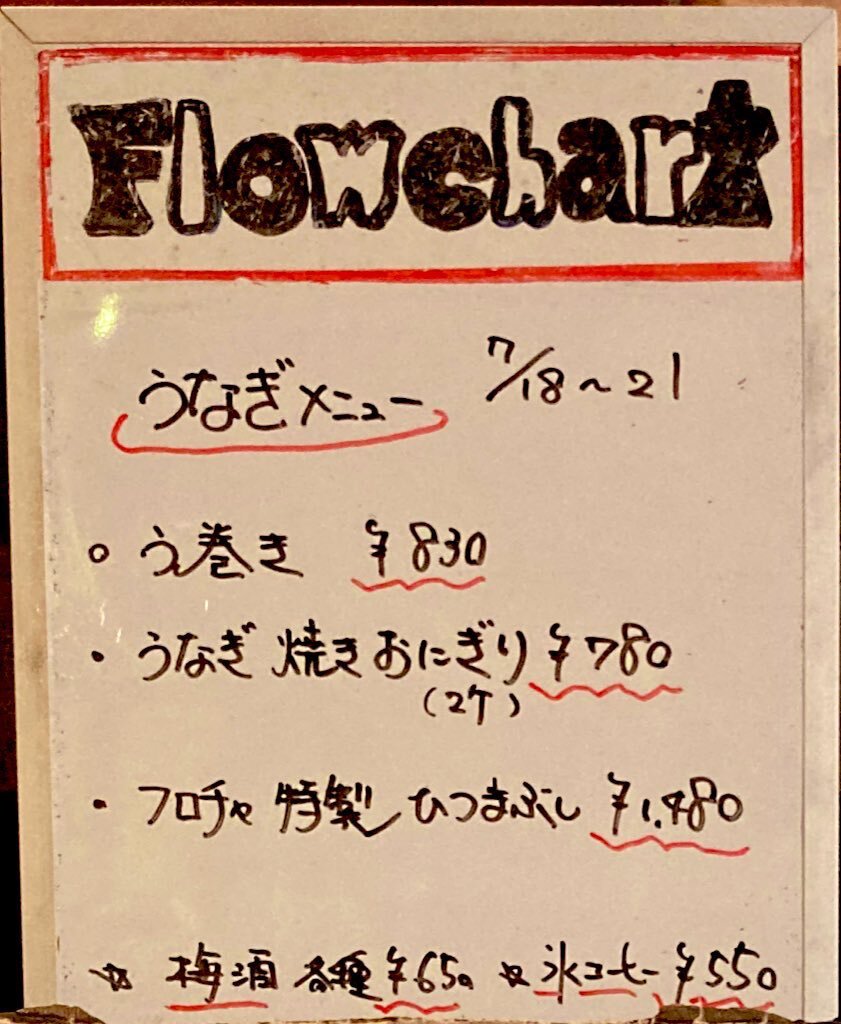 Flowchart
うなぎメニュー 7/18~21
。う巻き ¥830
・うなぎ 焼きおにぎり ¥780
(2ケ)
・フロチャ 特製 ひつまぶし ¥1,480
☆ 梅酒 各種 ¥650 ☆ 氷コーヒー ¥550